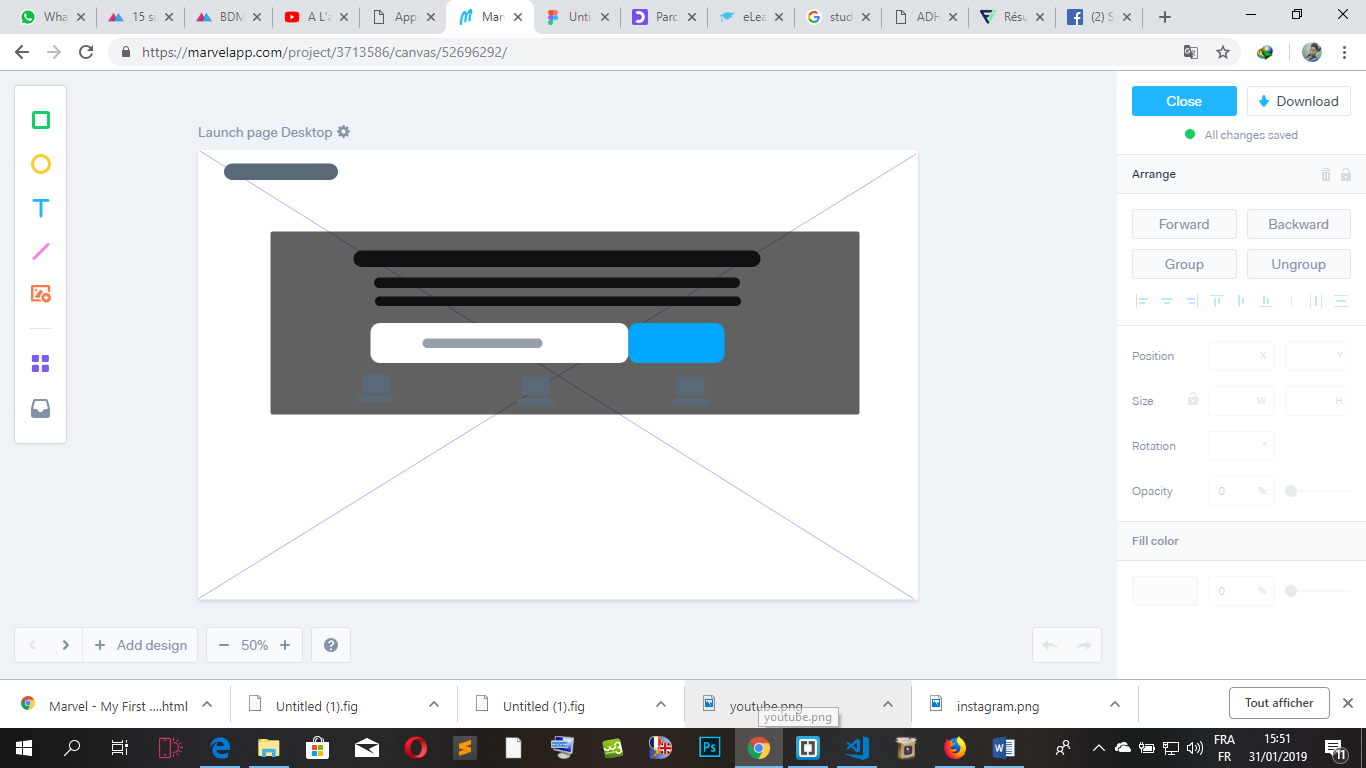 Wha
15 si
BDM
A L'a
App
Mar
Unti
Parc
eLea
stud
ADH
Résu
(2) S
https://marvelapp.com/project/3713586/canvas/52696292/
Launch page Desktop
Close
Download
All changes saved
Arrange
Forward
Backward
Group
Ungroup
Position
X
Y
Size
W
H
Rotation
°
Opacity
0
%
Fill color
0
%
Add design
50%
Marvel - My First ....html
Untitled (1).fig
Untitled (1).fig
youtube.png
instagram.png
Tout afficher
youtube.png
Ps
FRA
FR
15:51
31/01/2019
11